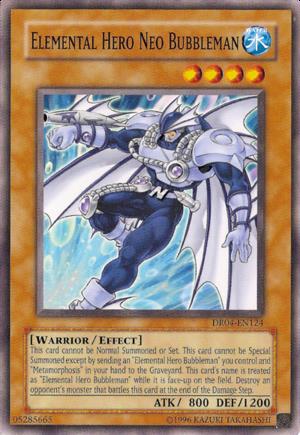 ELEMENTAL HERO NEO BUBBLEMAN
WATER
水
N
DR04-EN124
[WARRIOR/EFFECT]
This card cannot be Normal Summoned or Set. This card cannot be Special
Summoned except by sending an "Elemental Hero Bubbleman" you control and
"Metamorphosis" in your hand to the Graveyard. This card's name is treated
as "Elemental Hero Bubbleman" while it is face-up on the field. Destroy an
opponent's monster that battles this card at the end of the Damage Step.
ATK/ 800 DEF/1200
05285665
©1996 KAZUKI TAKAHASHI